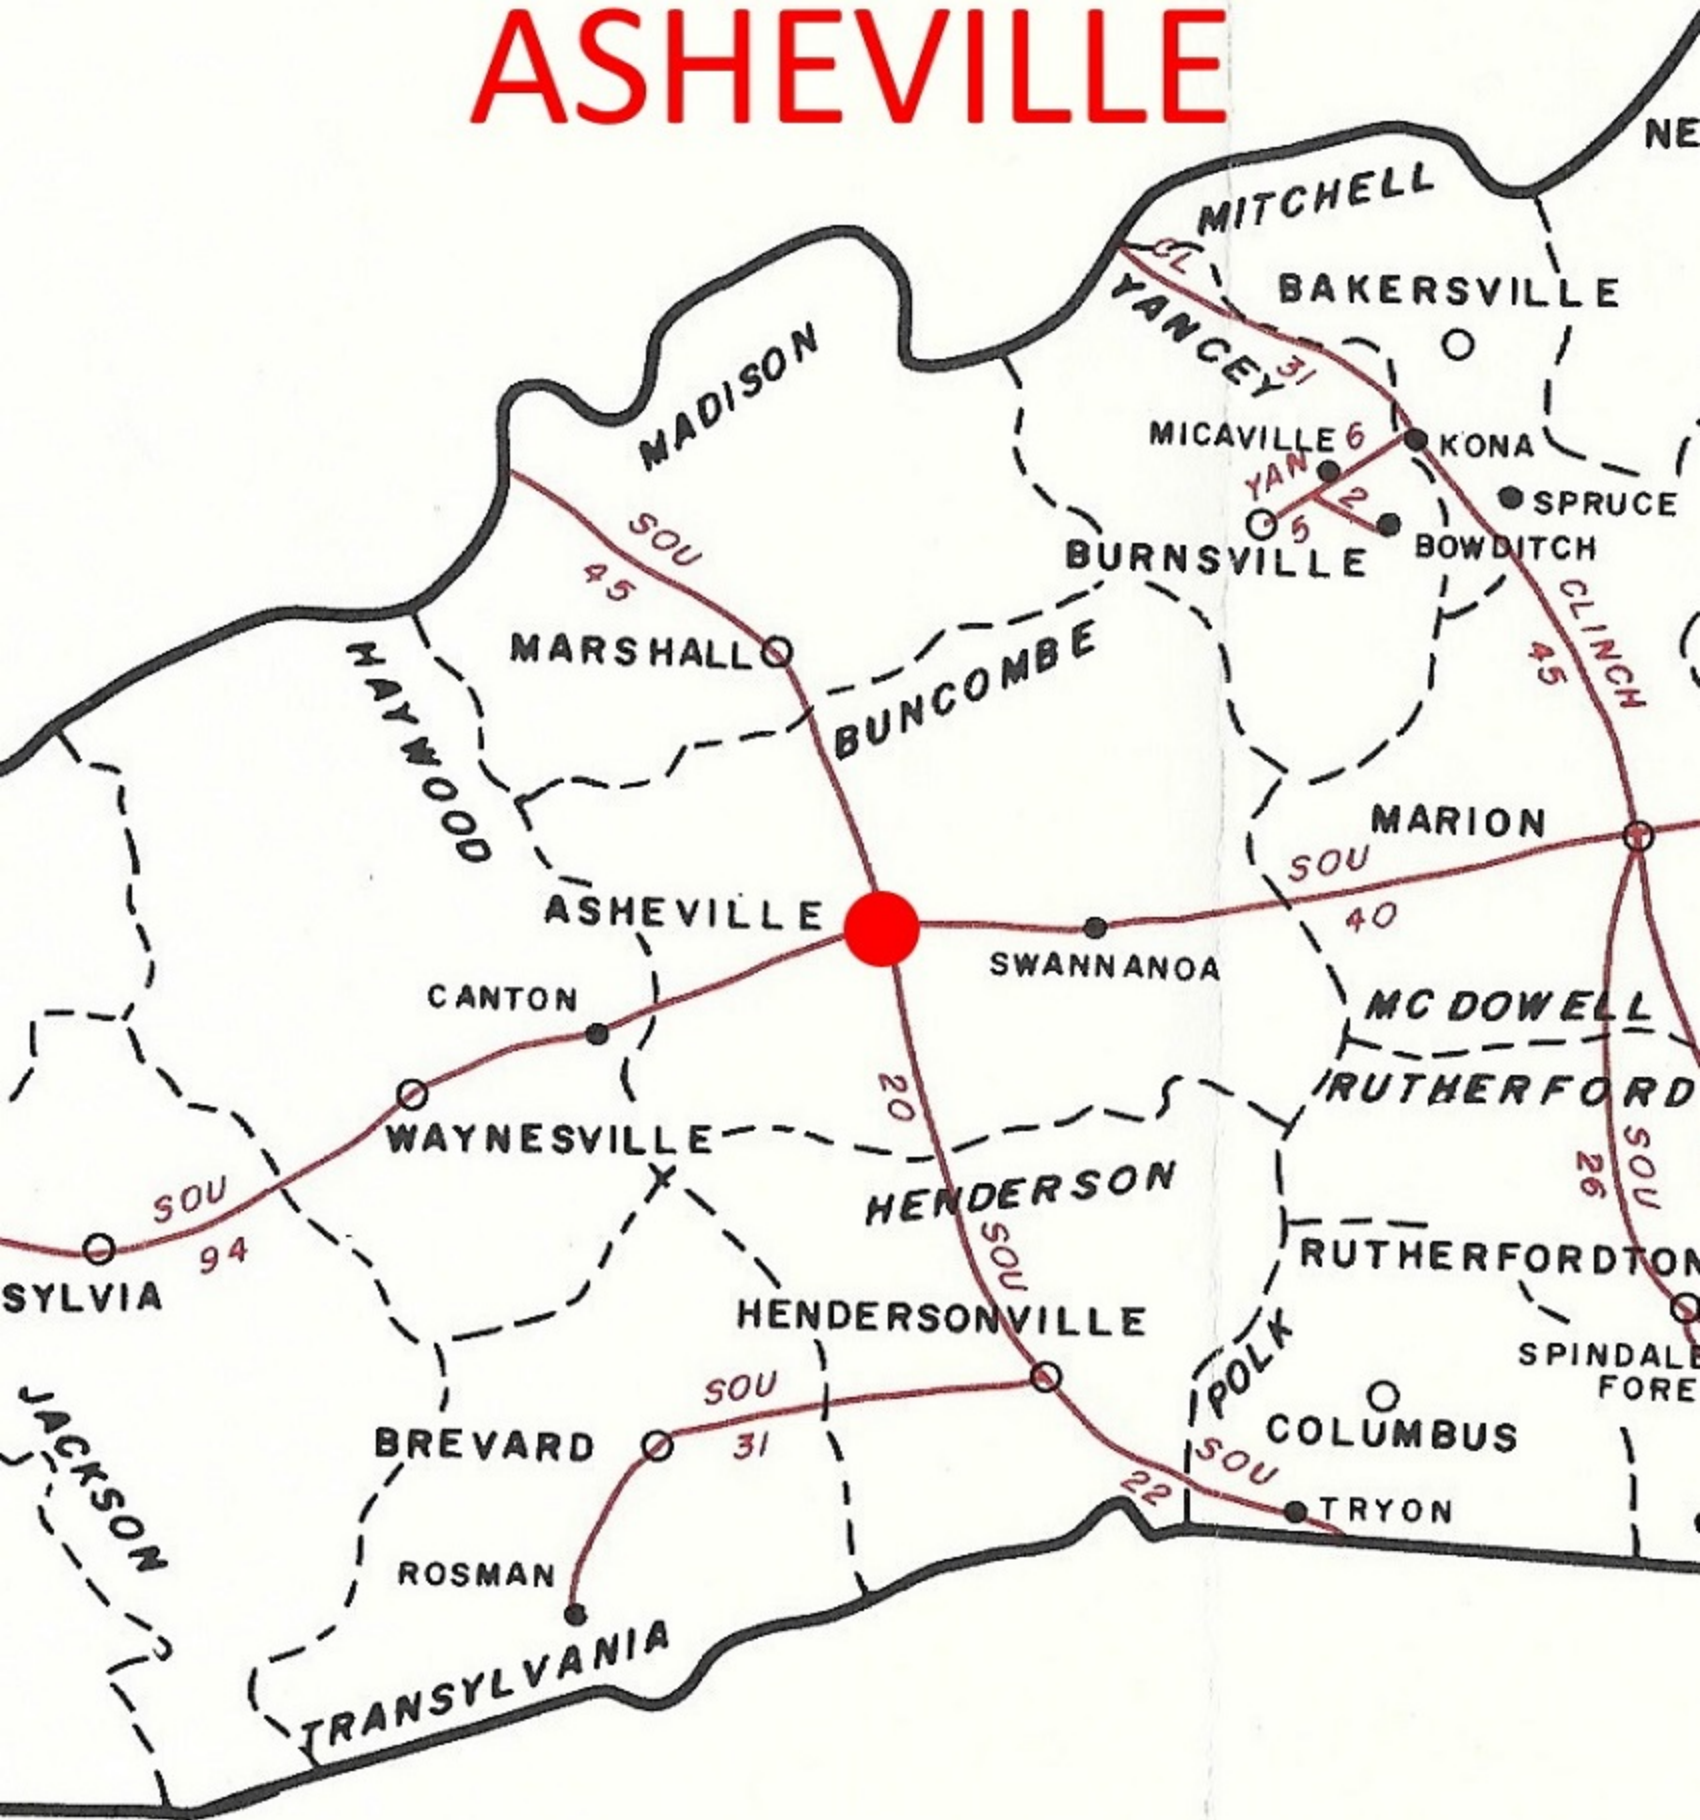 ASHEVILLE
NE
MITCHELL
CL
BAKERSVILLE
YANCEY
31
MADISON
MICAVILLE
6
KONA
YAN
2
SPRUCE
5
BOWDITCH
BURNSVILLE
SOU
45
CLINCH
45
MARSHALL
HAYWOOD
BUNCOMBE
MARION
SOU
40
ASHEVILLE
SWANNANOA
CANTON
MC DOWELL
RUTHERFORD
20
WAYNESVILLE
HENDERSON
SOU
26
SOU
94
SOU
RUTHERFORDTON
SYLVIA
HENDERSONVILLE
POLK
SPINDALE
FORE
SOU
31
JACKSON
BREVARD
COLUMBUS
SOU
22
TRYON
ROSMAN
TRANSYLVANIA